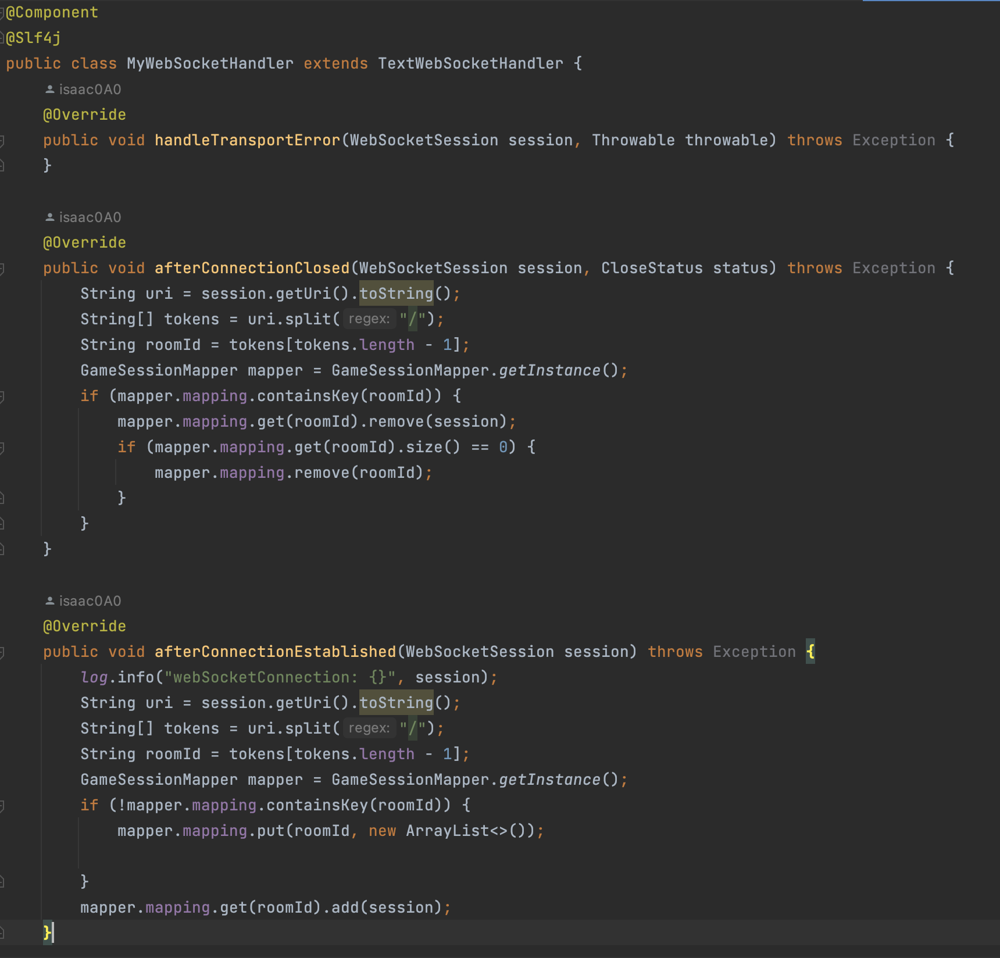 @Component
@Slf4j
public class MyWebSocketHandler extends TextWebSocketHandler {
isaac0A0
@Override
public void handleTransportError(WebSocketSession session, Throwable throwable) throws Exception {
}
isaac0A0
@Override
public void afterConnectionClosed(WebSocketSession session, CloseStatus status) throws Exception {
String uri = session.getUri().toString();
String[] tokens = uri.split( regex: "/");
String roomId = tokens[tokens.length - 1];
GameSessionMapper mapper = GameSessionMapper.getInstance();
if (mapper.mapping.containsKey(roomId)) {
mapper.mapping.get(roomId).remove(session);
if (mapper.mapping.get(roomId).size() == 0) {
mapper.mapping.remove(roomId);
}
}
}
isaac0A0
@Override
public void afterConnectionEstablished(WebSocketSession session) throws Exception {
log.info("webSocketConnection: {}", session);
String uri = session.getUri().toString();
String[] tokens = uri.split( regex: "/");
String roomId = tokens[tokens.length - 1];
GameSessionMapper mapper = GameSessionMapper.getInstance();
if (!mapper.mapping.containsKey(roomId)) {
mapper.mapping.put(roomId, new ArrayList<>());
}
mapper.mapping.get(roomId).add(session);
}